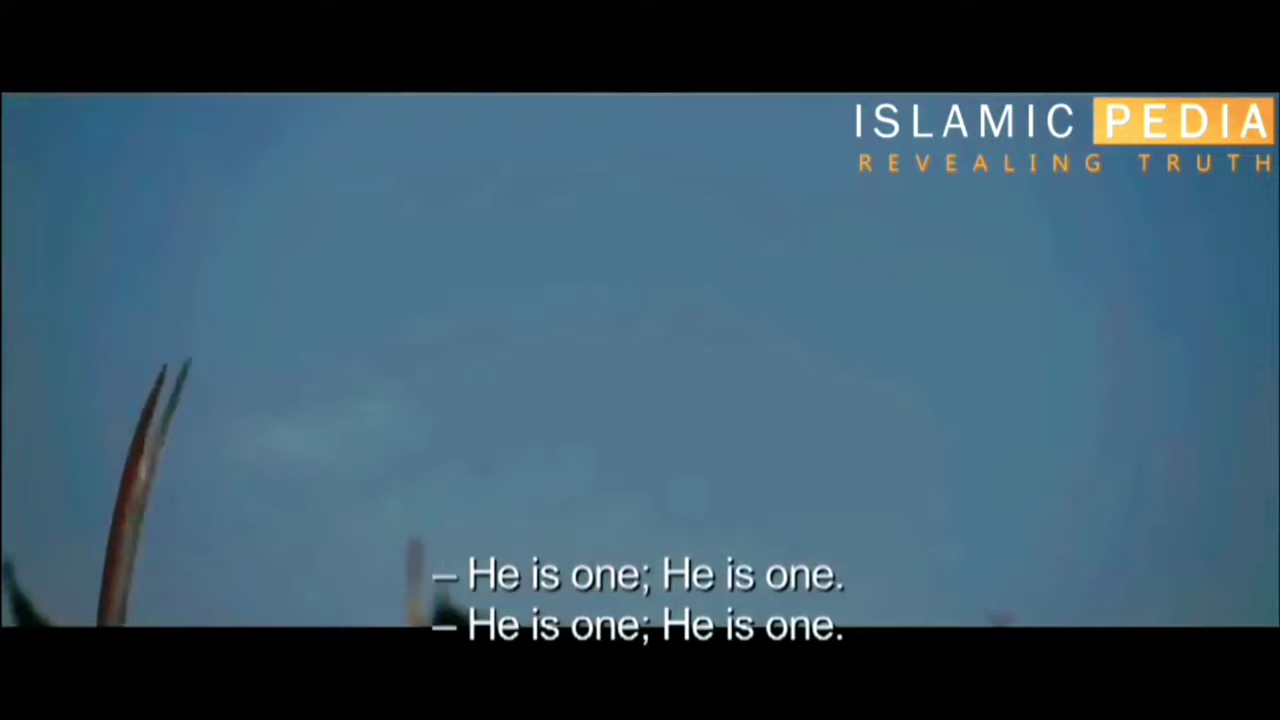 ISLAMIC PEDIA
REVEALING TRUTH
– He is one; He is one.
– He is one; He is one.